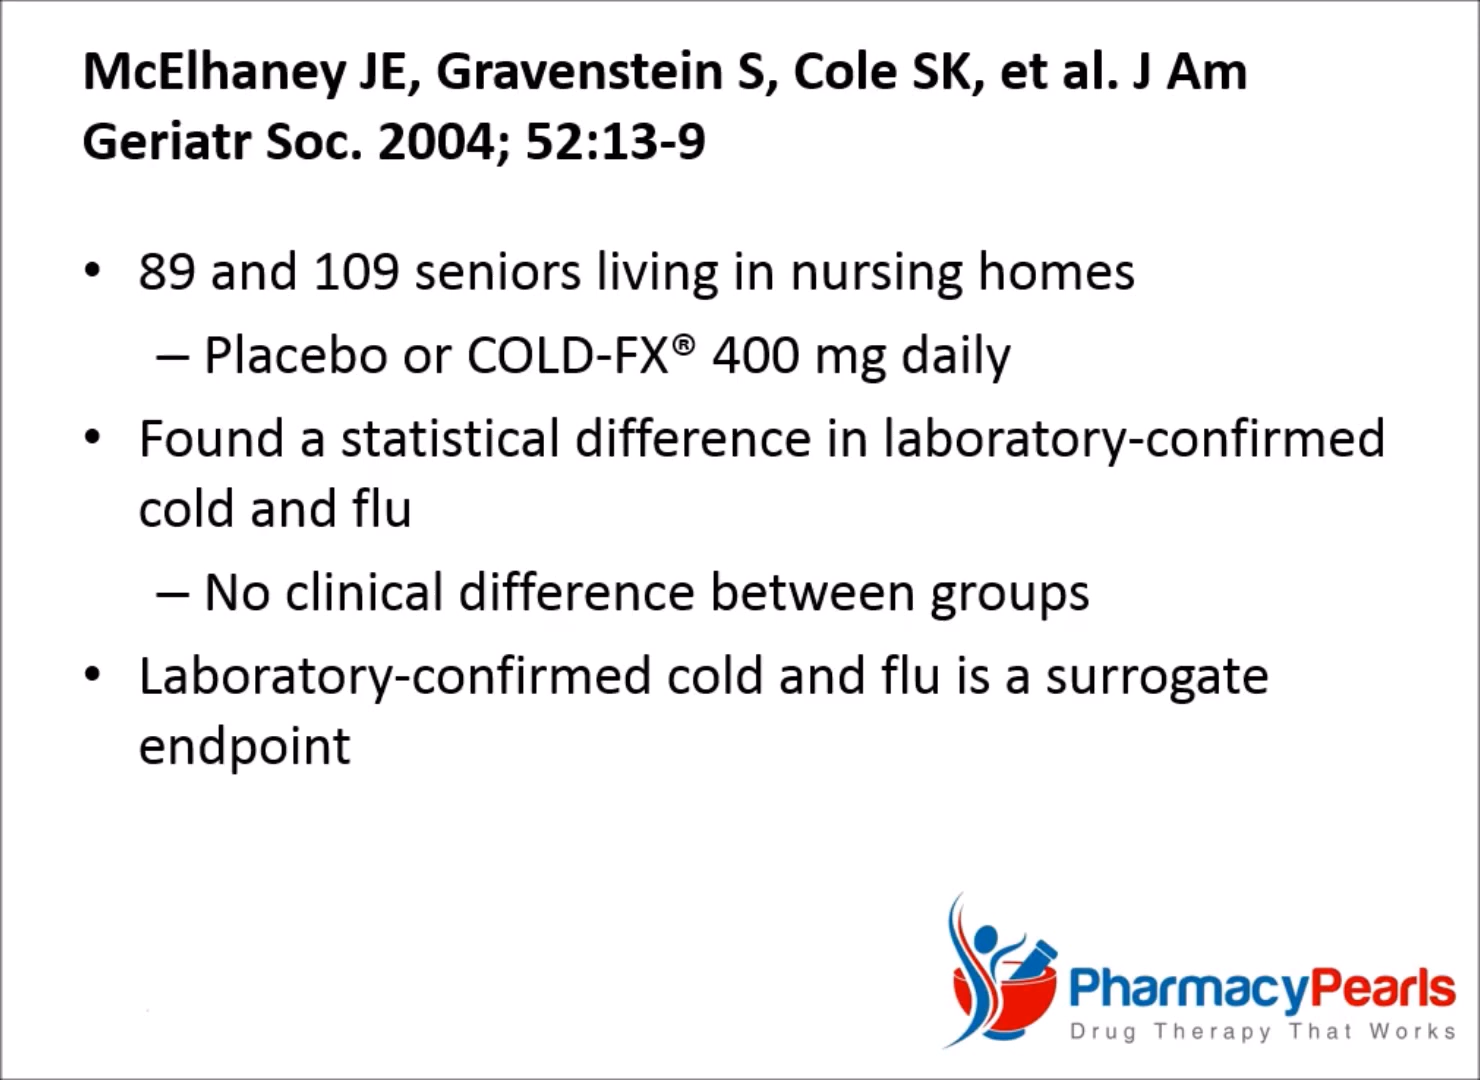 McElhaney JE, Gravenstein S, Cole SK, et al. J Am
Geriatr Soc. 2004; 52:13-9
• 89 and 109 seniors living in nursing homes
– Placebo or COLD-FX® 400 mg daily
• Found a statistical difference in laboratory-confirmed
cold and flu
– No clinical difference between groups
• Laboratory-confirmed cold and flu is a surrogate
endpoint
PharmacyPearls
Drug Therapy That Works